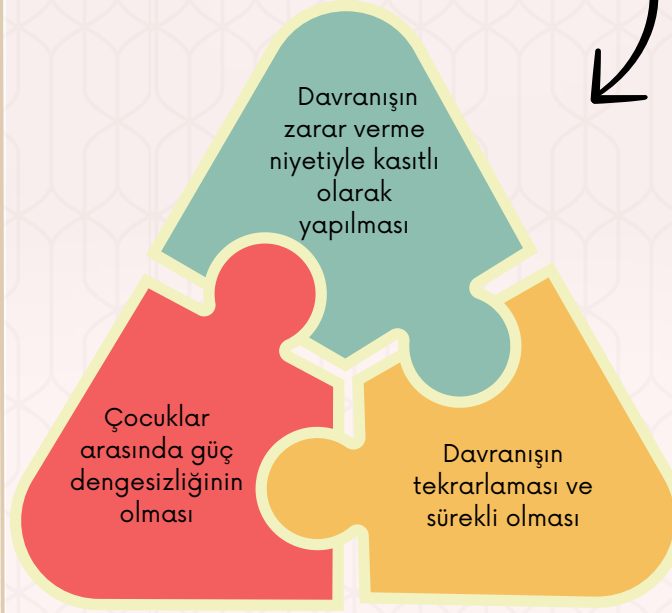 Davranışın
zarar verme
niyetiyle kasıtlı
olarak
yapılması
Çocuklar
arasında güç
dengesizliğinin
olması
Davranışın
tekrarlaması ve
sürekli olması